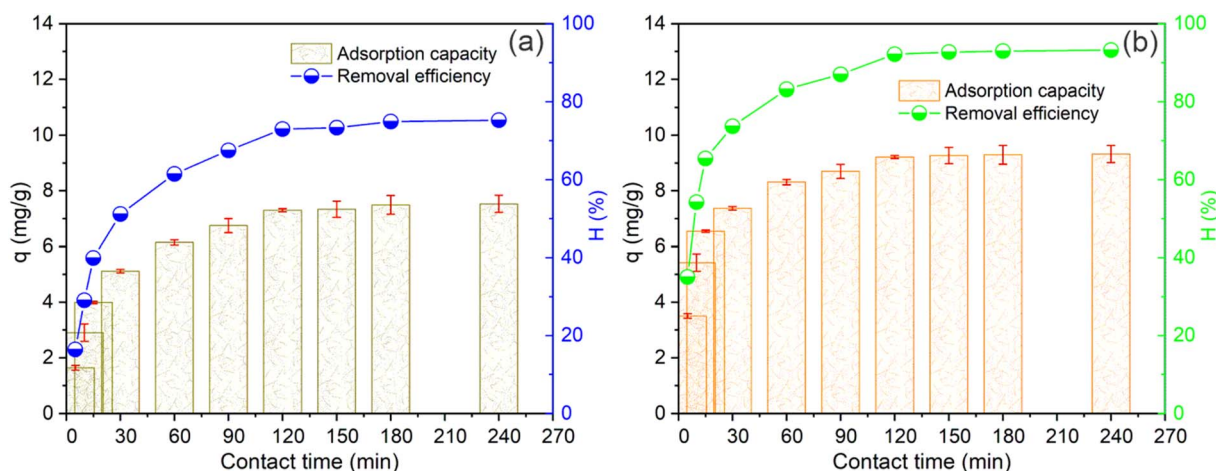 (a)
Adsorption capacity
Removal efficiency
q (mg/g)
0
2
4
6
8
10
12
14
H (%)
0
20
40
60
80
100
0 30 60 90 120 150 180 210 240 270
Contact time (min)
(b)
Adsorption capacity
Removal efficiency
q (mg/g)
0
2
4
6
8
10
12
14
H (%)
0
20
40
60
80
100
0 30 60 90 120 150 180 210 240 270
Contact time (min)